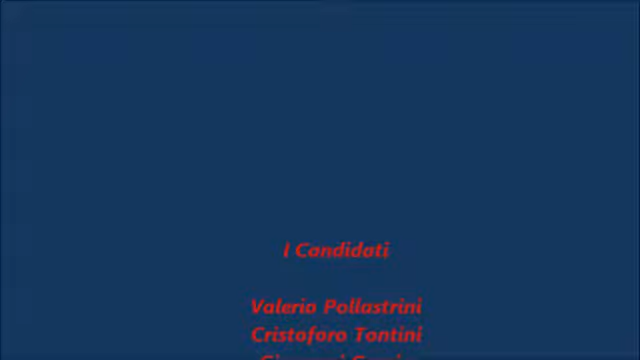 I Candidati
Valerio Pollastrini
Cristoforo Tontini